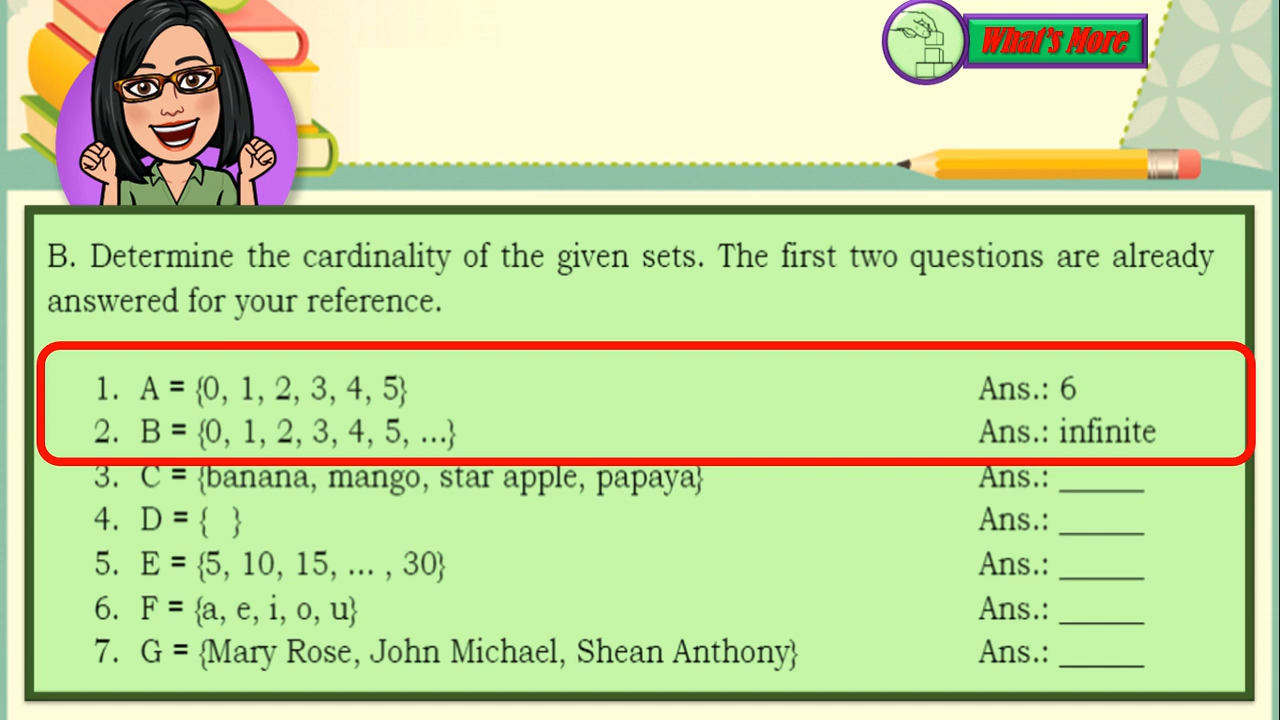 What's More
B. Determine the cardinality of the given sets. The first two questions are already
answered for your reference.
1. A = {0, 1, 2, 3, 4, 5} Ans.: 6
2. B = {0, 1, 2, 3, 4, 5, ...} Ans.: infinite
3. C = {banana, mango, star apple, papaya} Ans.: ______
4. D = { } Ans.: ______
5. E = {5, 10, 15, ... , 30} Ans.: ______
6. F = {a, e, i, o, u} Ans.: ______
7. G = {Mary Rose, John Michael, Shean Anthony} Ans.: ______